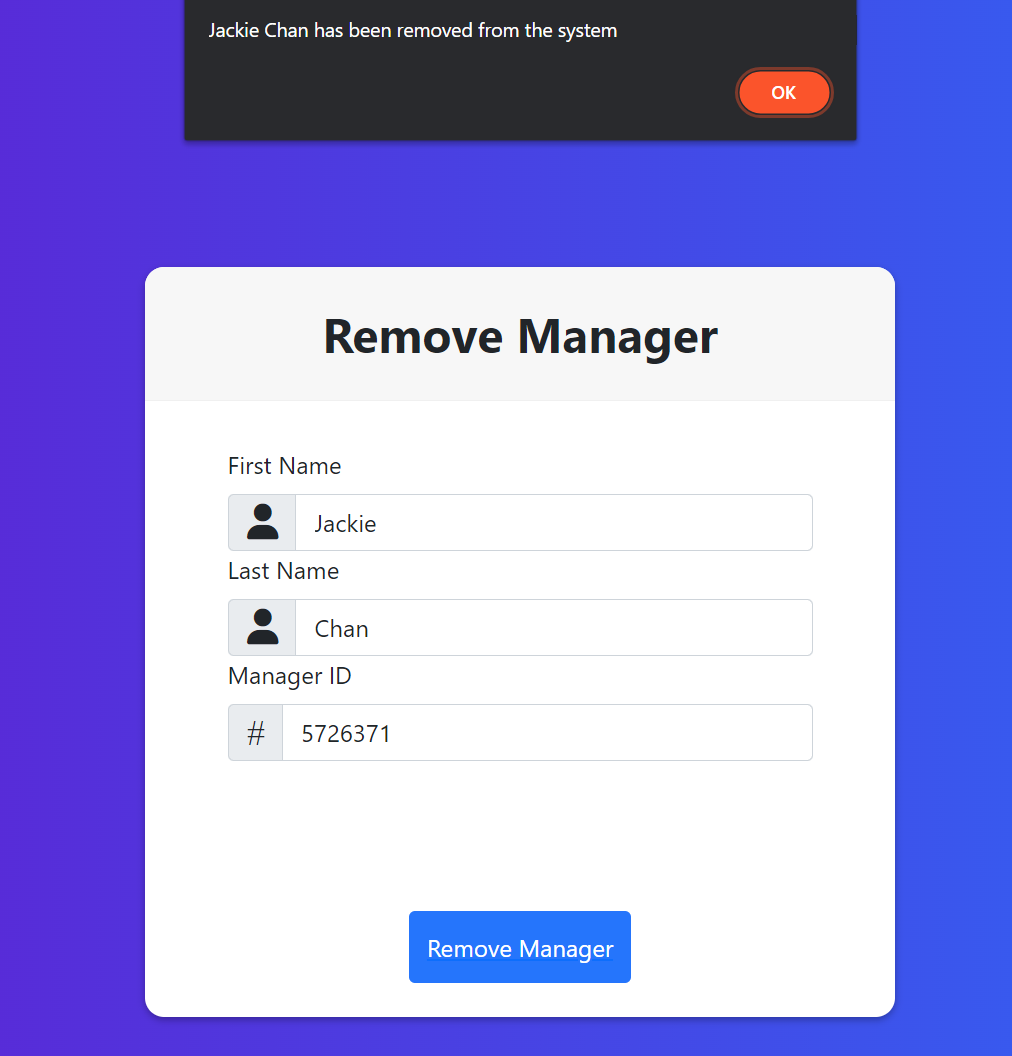 Jackie Chan has been removed from the system
OK
Remove Manager
First Name
Jackie
Last Name
Chan
Manager ID
# 5726371
Remove Manager